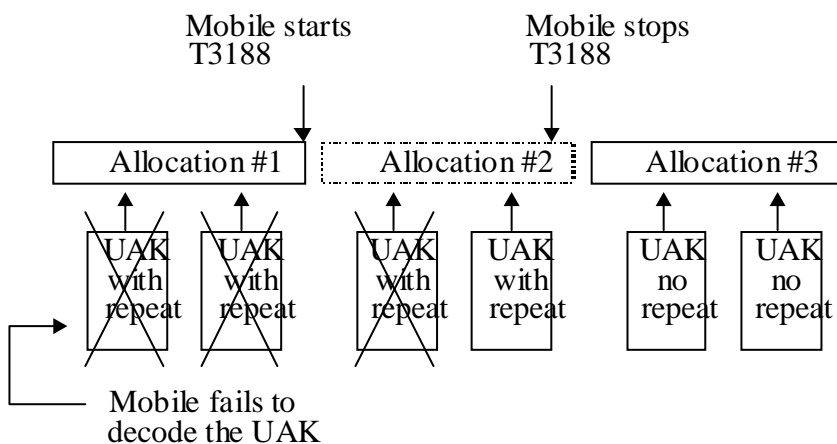 Mobile starts
T3188
Mobile stops
T3188
Allocation #1
Allocation #2
Allocation #3
UAK
with
repeat
UAK
with
repeat
UAK
with
repeat
UAK
with
repeat
UAK
no
repeat
UAK
no
repeat
Mobile fails to
decode the UAK